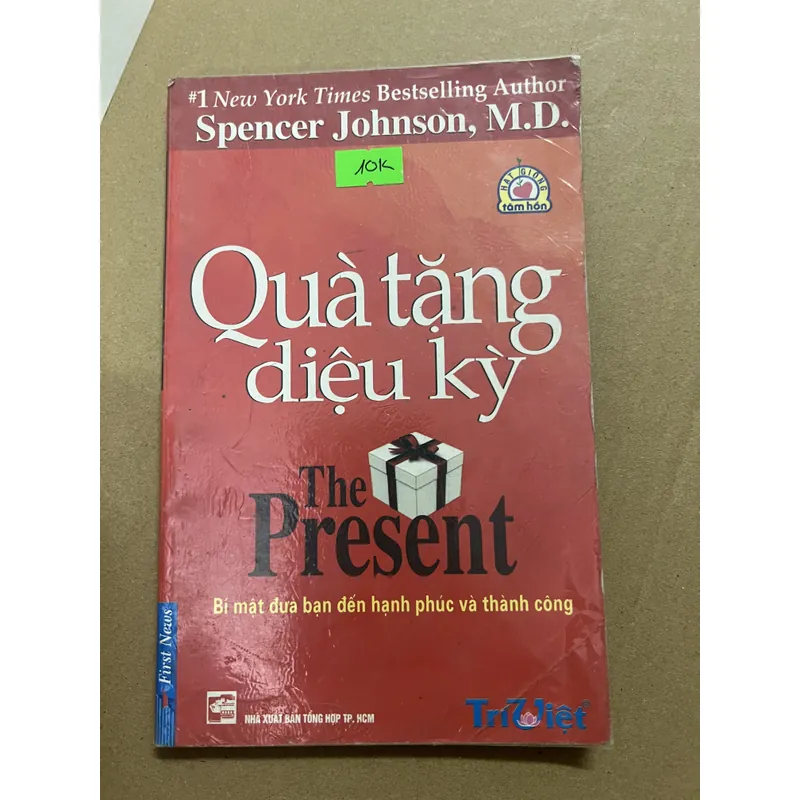 #1 New York Times Bestselling Author
Spencer Johnson, M.D.
10K
HẠT GIỐNG
tâm hồn
Quà tặng
diệu kỳ
The
Present
Bí mật đưa bạn đến hạnh phúc và thành công
First News
NHÀ XUẤT BẢN TỔNG HỢP TP. HCM
TriViệt